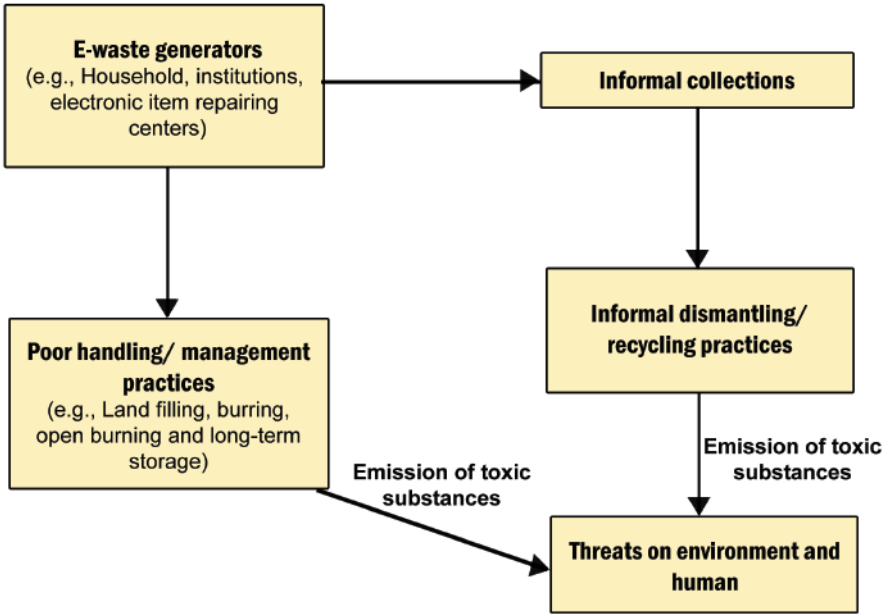 E-waste generators
(e.g., Household, institutions,
electronic item repairing
centers)
Informal collections
Poor handling/ management
practices
(e.g., Land filling, burring,
open burning and long-term
storage)
Informal dismantling/
recycling practices
Emission of toxic
substances
Emission of toxic
substances
Threats on environment and
human